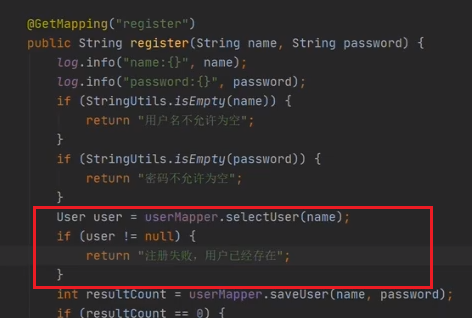 @GetMapping("register")
public String register(String name, String password) {
log.info("name:{}", name);
log.info("password:{}", password);
if (StringUtils.isEmpty(name)) {
return "用户名不允许为空";
}
if (StringUtils.isEmpty(password)) {
return "密码不允许为空";
}
User user = userMapper.selectUser(name);
if (user != null) {
return "注册失败，用户已经存在";
}
int resultCount = userMapper.saveUser(name, password);
if (resultCount == 0) {